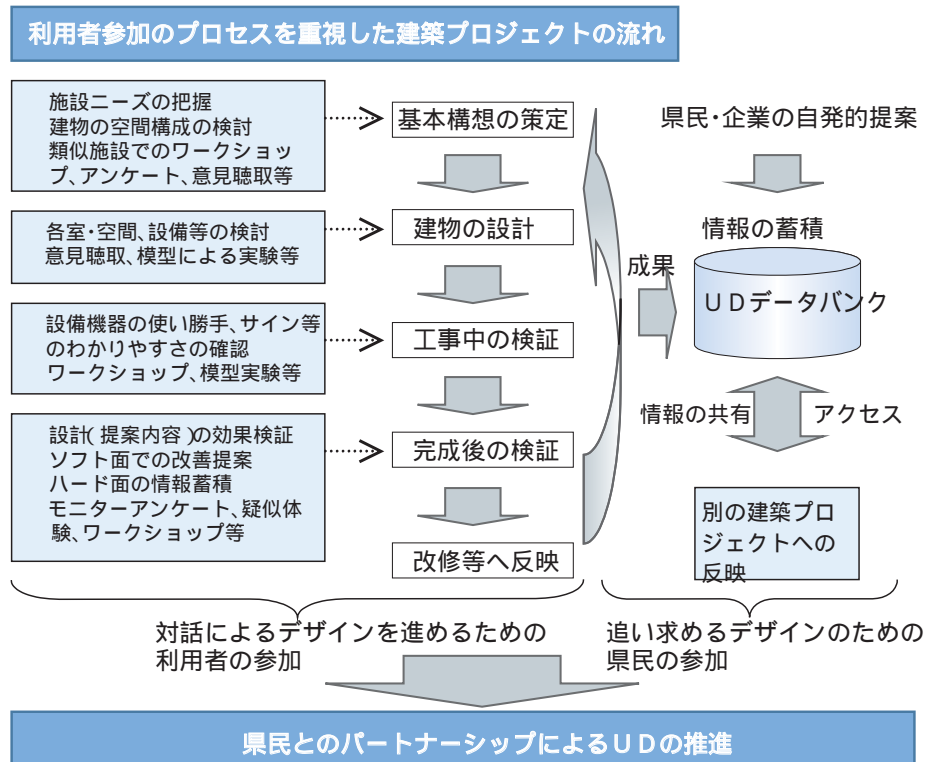 利用者参加のプロセスを重視した建築プロジェクトの流れ
施設ニーズの把握
建物の空間構成の検討
類似施設でのワークショッ
プ、アンケート、意見聴取等
基本構想の策定
各室・空間、設備等の検討
意見聴取、模型による実験等
建物の設計
設備機器の使い勝手、サイン等
のわかりやすさの確認
ワークショップ、模型実験等
工事中の検証
設計(提案内容)の効果検証
ソフト面での改善提案
ハード面の情報蓄積
モニターアンケート、疑似体
験、ワークショップ等
完成後の検証
改修等へ反映
県民・企業の自発的提案
情報の蓄積
成果
UDデータバンク
情報の共有
アクセス
別の建築プロ
ジェクトへの
反映
対話によるデザインを進めるための
利用者の参加
追い求めるデザインのための
県民の参加
県民とのパートナーシップによるUDの推進